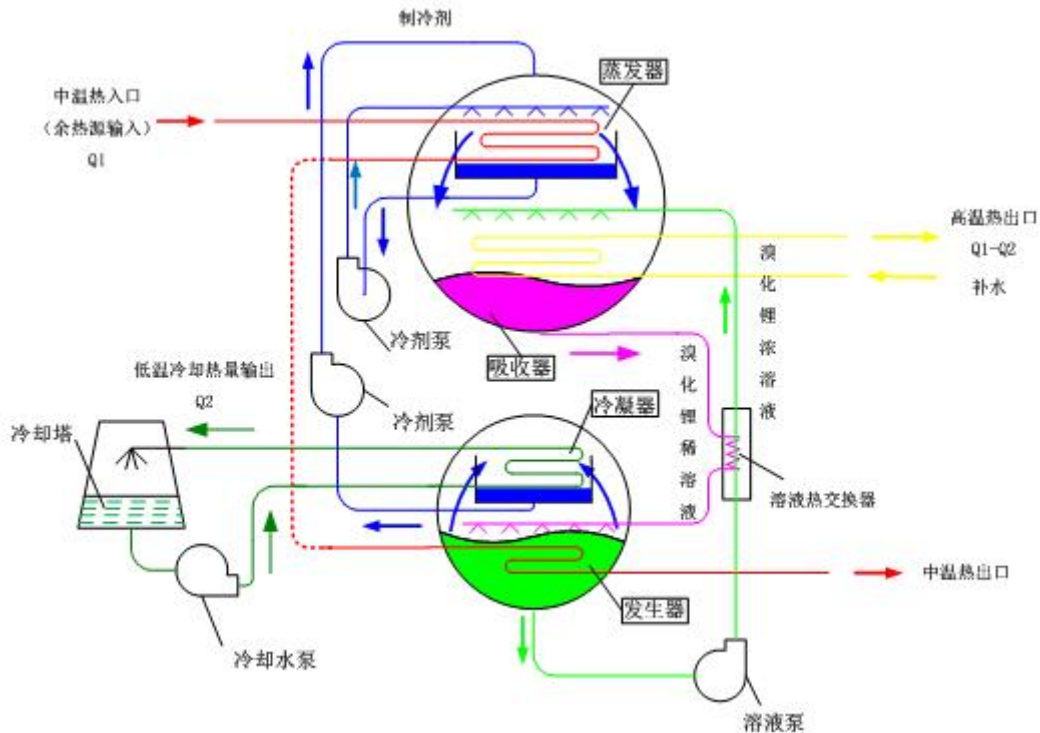 制冷剂
蒸发器
中温热入口
（余热源输入）
Q1
高温热出口
Q1-Q2
补水
溴化锂浓溶液
冷剂泵
吸收器
溴化锂稀溶液
低温冷却热量输出
Q2
冷剂泵
冷凝器
冷却塔
溶液热交换器
中温热出口
发生器
冷却水泵
溶液泵